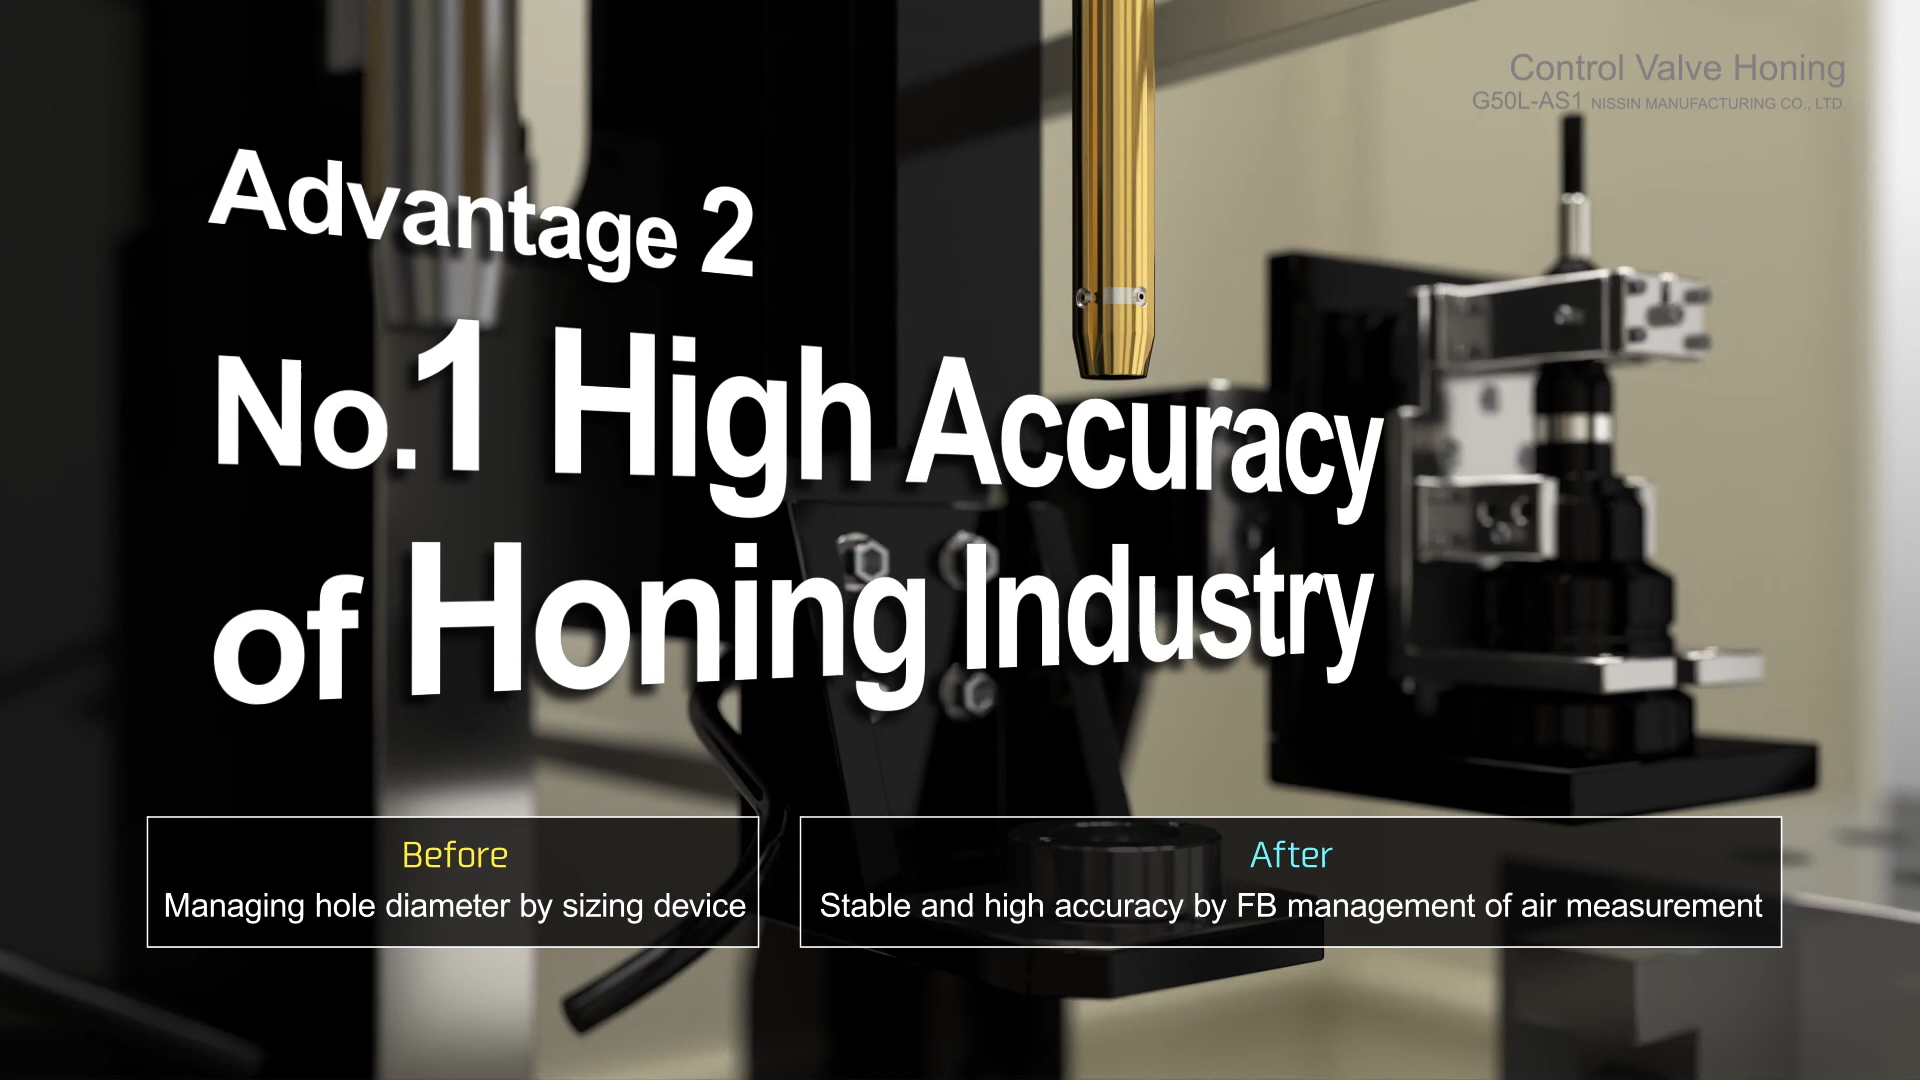 Control Valve Honing
G50L-AS1 NISSIN MANUFACTURING CO., LTD.
Advantage 2
No.1 High Accuracy
of Honing Industry
Before
Managing hole diameter by sizing device
After
Stable and high accuracy by FB management of air measurement